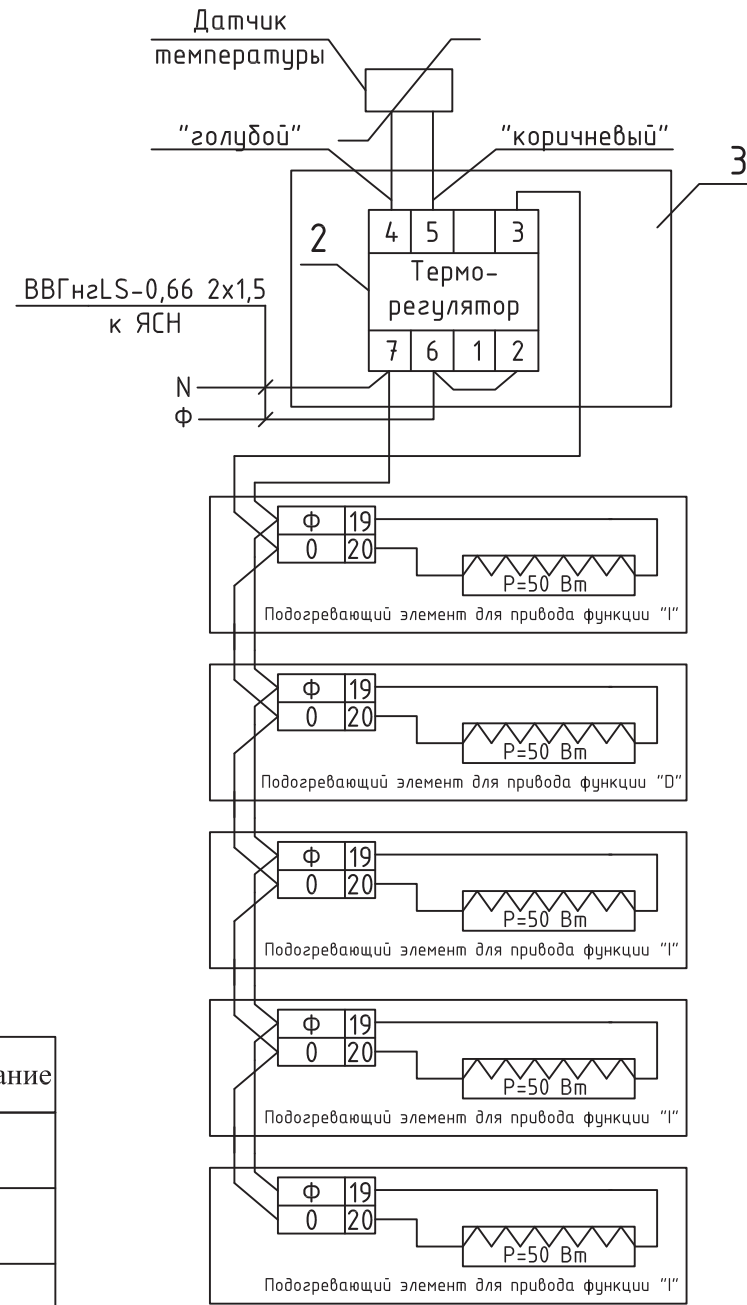 Датчик
температуры
"голубой"
"коричневый"
3
4 5 3
2
Термо-
регулятор
ВВГнгLS-0,66 2х1,5
к ЯСН
7 6 1 2
N
Ф
Ф 19
0 20
Р=50 Вт
Подогревающий элемент для привода функции "I"
Ф 19
0 20
Р=50 Вт
Подогревающий элемент для привода функции "D"
Ф 19
0 20
Р=50 Вт
Подогревающий элемент для привода функции "I"
Ф 19
0 20
Р=50 Вт
Подогревающий элемент для привода функции "I"
ание
Ф 19
0 20
Р=50 Вт
Подогревающий элемент для привода функции "I"